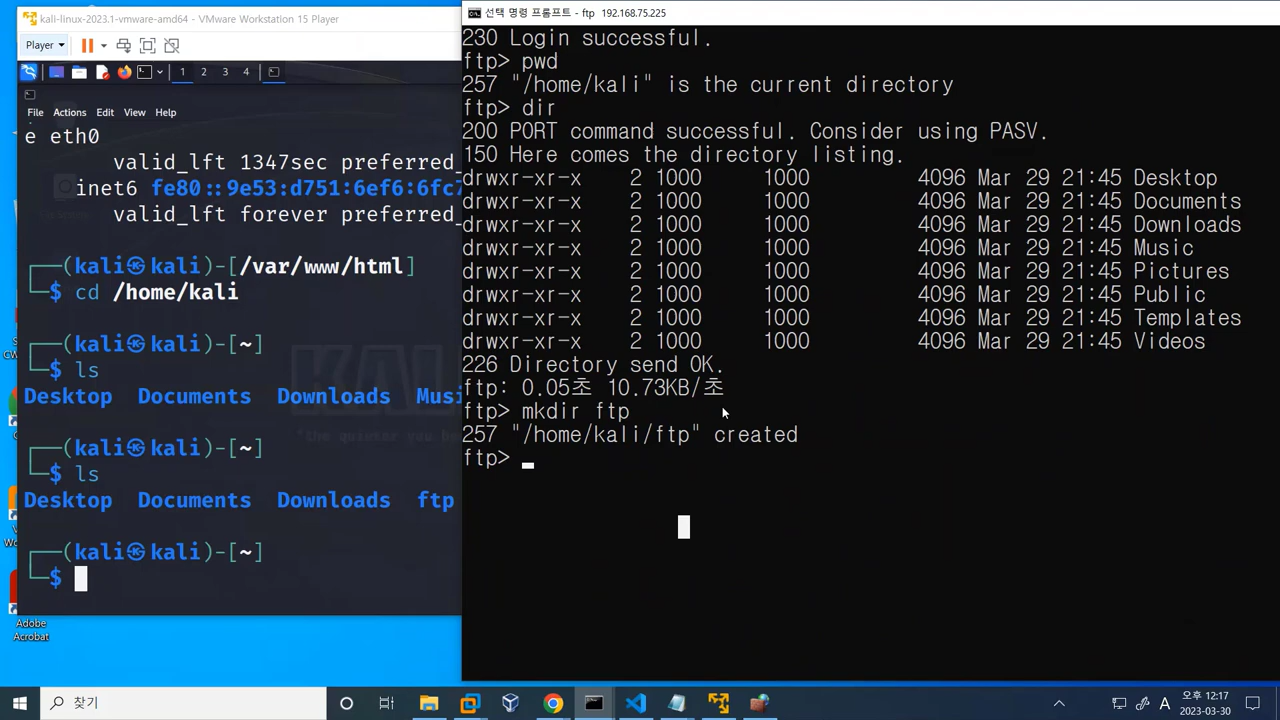 kali-linux-2023.1-vmware-amd64 - VMware Workstation 15 Player
Player
1 2 3 4
File Actions Edit View Help
e eth0
valid_lft 1347sec preferred_
inet6 fe80::9e53:d751:6ef6:6fc7
valid_lft forever preferred_
(kali㉿kali)-[/var/www/html]
$ cd /home/kali
(kali㉿kali)-[~]
$ ls
Desktop Documents Downloads Musi
(kali㉿kali)-[~]
$ ls
Desktop Documents Downloads ftp
(kali㉿kali)-[~]
$
Adobe
Acrobat
선택 명령 프롬프트 - ftp 192.168.75.225
230 Login successful.
ftp> pwd
257 "/home/kali" is the current directory
ftp> dir
200 PORT command successful. Consider using PASV.
150 Here comes the directory listing.
drwxr-xr-x 2 1000 1000 4096 Mar 29 21:45 Desktop
drwxr-xr-x 2 1000 1000 4096 Mar 29 21:45 Documents
drwxr-xr-x 2 1000 1000 4096 Mar 29 21:45 Downloads
drwxr-xr-x 2 1000 1000 4096 Mar 29 21:45 Music
drwxr-xr-x 2 1000 1000 4096 Mar 29 21:45 Pictures
drwxr-xr-x 2 1000 1000 4096 Mar 29 21:45 Public
drwxr-xr-x 2 1000 1000 4096 Mar 29 21:45 Templates
drwxr-xr-x 2 1000 1000 4096 Mar 29 21:45 Videos
226 Directory send OK.
ftp: 0.05초 10.73KB/초
ftp> mkdir ftp
257 "/home/kali/ftp" created
ftp>
찾기
A
오후 12:17
2023-03-30